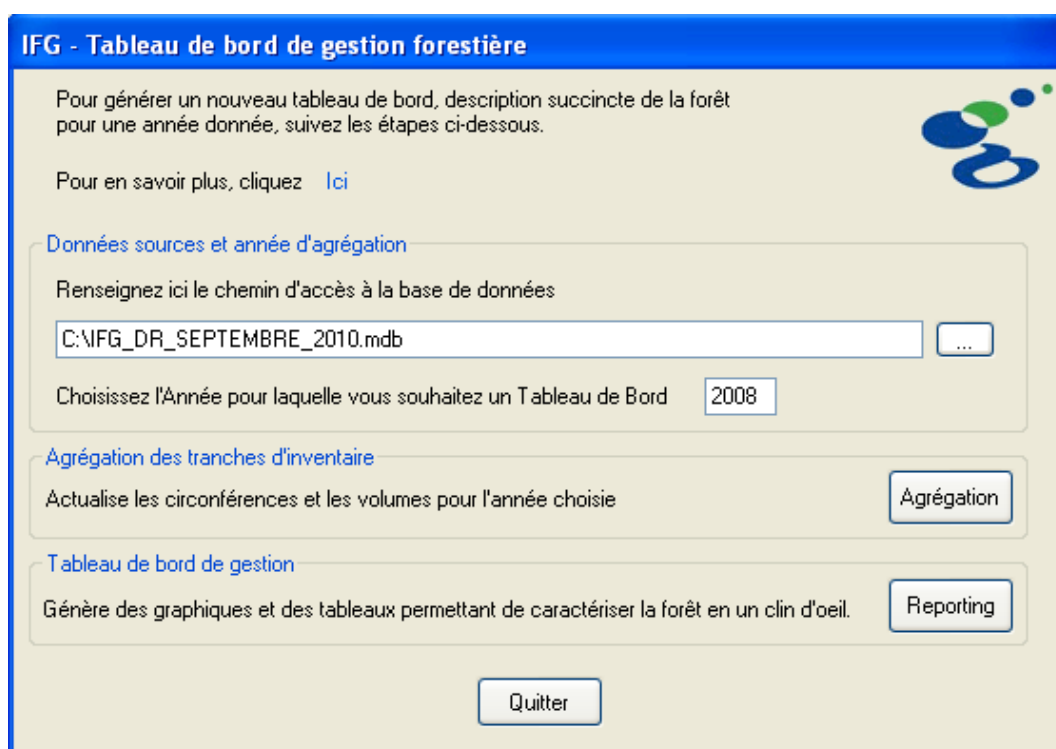 IFG - Tableau de bord de gestion forestière
Pour générer un nouveau tableau de bord, description succincte de la forêt
pour une année donnée, suivez les étapes ci-dessous.
Pour en savoir plus, cliquez Ici
Données sources et année d'agrégation
Renseignez ici le chemin d'accès à la base de données
C:\IFG_DR_SEPTEMBRE_2010.mdb ...
Choisissez l'Année pour laquelle vous souhaitez un Tableau de Bord 2008
Agrégation des tranches d'inventaire
Actualise les circonférences et les volumes pour l'année choisie Agrégation
Tableau de bord de gestion
Génère des graphiques et des tableaux permettant de caractériser la forêt en un clin d'oeil. Reporting
Quitter